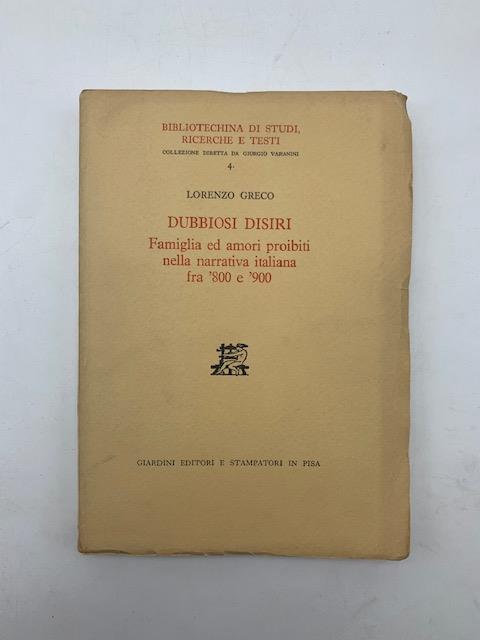 BIBLIOTECHINA DI STUDI,
RICERCHE E TESTI
COLLEZIONE DIRETTA DA GIORGIO VARANINI
4.
LORENZO GRECO
DUBBIOSI DISIRI
Famiglia ed amori proibiti
nella narrativa italiana
fra '800 e '900
GIARDINI EDITORI E STAMPATORI IN PISA